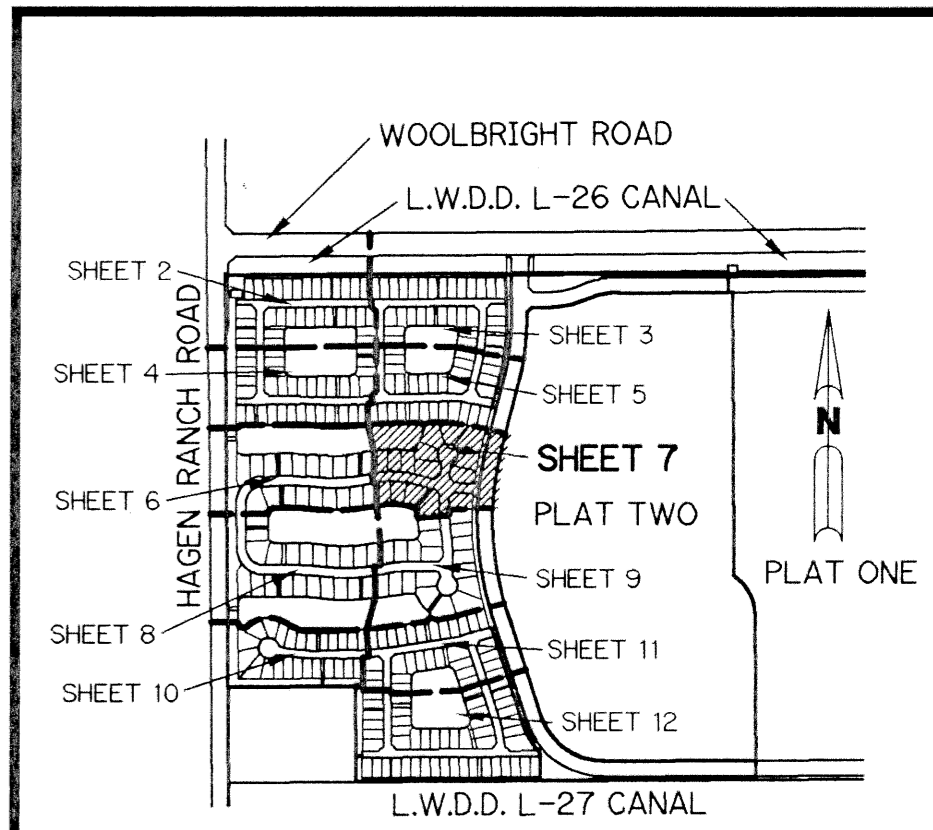 WOOLBRIGHT ROAD
L.W.D.D. L-26 CANAL
SHEET 2
SHEET 3
SHEET 4
SHEET 5
HAGEN RANCH ROAD
N
SHEET 7
SHEET 6
PLAT TWO
PLAT ONE
SHEET 9
SHEET 8
SHEET 11
SHEET 10
SHEET 12
L.W.D.D. L-27 CANAL